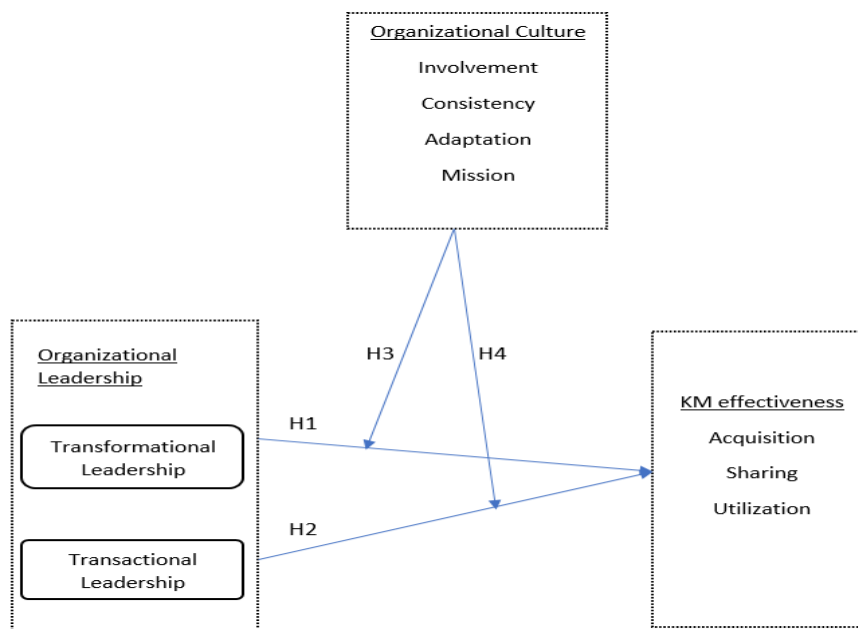 Organizational Culture
Involvement
Consistency
Adaptation
Mission
H3
H4
Organizational
Leadership
H1
Transformational
Leadership
H2
Transactional
Leadership
KM effectiveness
Acquisition
Sharing
Utilization